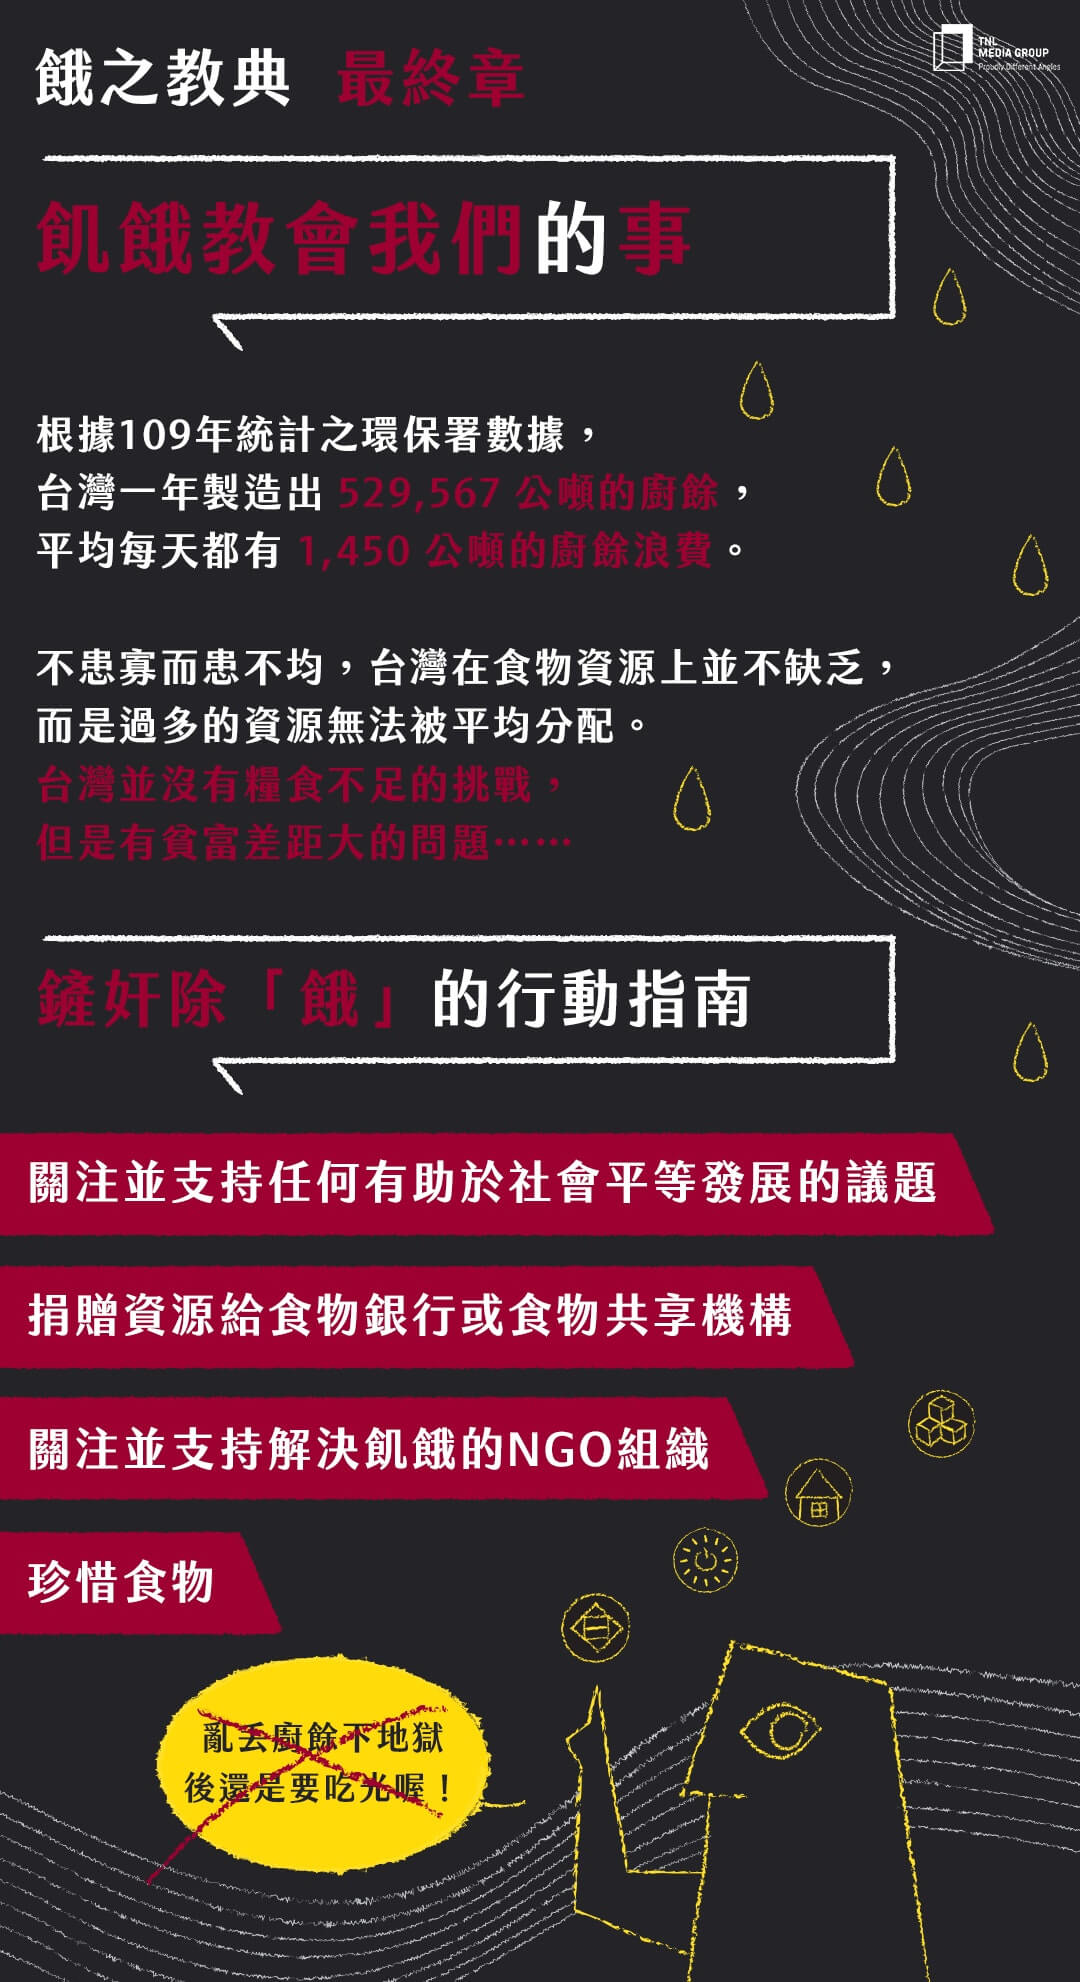 TNL
MEDIA GROUP
Proudly Different Angles
餓之教典 最終章
飢餓教會我們的事
根據109年統計之環保署數據，
台灣一年製造出 529,567 公噸的廚餘，
平均每天都有 1,450 公噸的廚餘浪費。
不患寡而患不均，台灣在食物資源上並不缺乏，
而是過多的資源無法被平均分配。
台灣並沒有糧食不足的挑戰，
但是有貧富差距大的問題……
鏟奸除「餓」的行動指南
關注並支持任何有助於社會平等發展的議題
捐贈資源給食物銀行或食物共享機構
關注並支持解決飢餓的NGO組織
珍惜食物
亂丟廚餘下地獄
後還是要吃光喔！